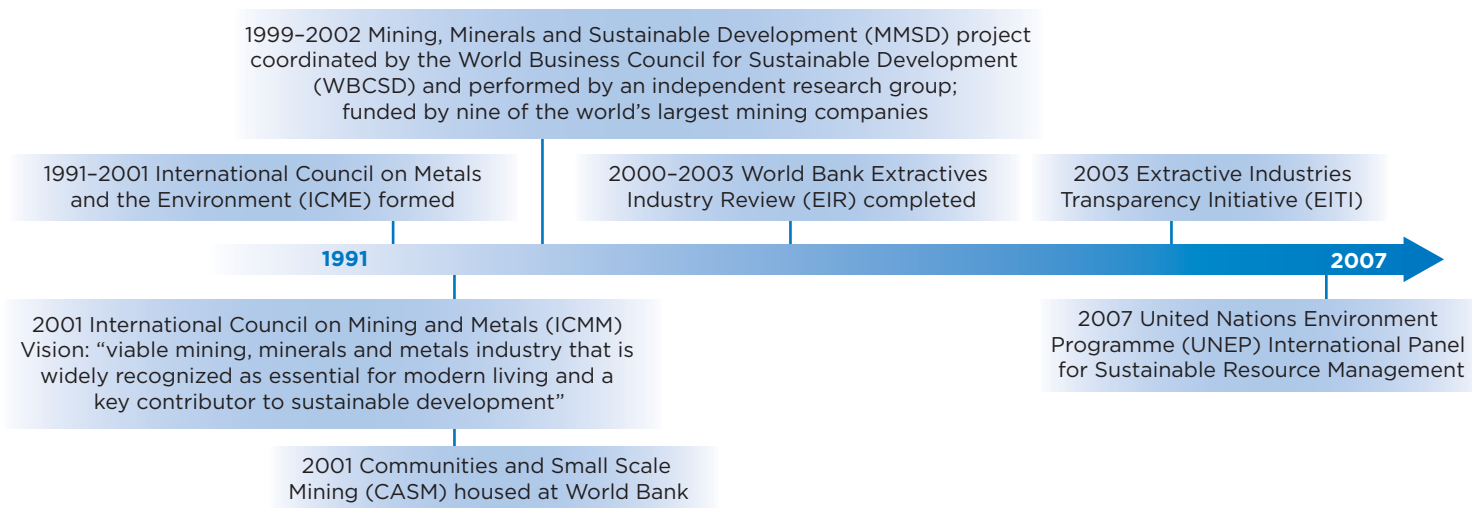 1999–2002 Mining, Minerals and Sustainable Development (MMSD) project
coordinated by the World Business Council for Sustainable Development
(WBCSD) and performed by an independent research group;
funded by nine of the world’s largest mining companies
1991–2001 International Council on Metals
and the Environment (ICME) formed
2000–2003 World Bank Extractives
Industry Review (EIR) completed
2003 Extractive Industries
Transparency Initiative (EITI)
1991
2007
2001 International Council on Mining and Metals (ICMM)
Vision: “viable mining, minerals and metals industry that is
widely recognized as essential for modern living and a
key contributor to sustainable development”
2007 United Nations Environment
Programme (UNEP) International Panel
for Sustainable Resource Management
2001 Communities and Small Scale
Mining (CASM) housed at World Bank